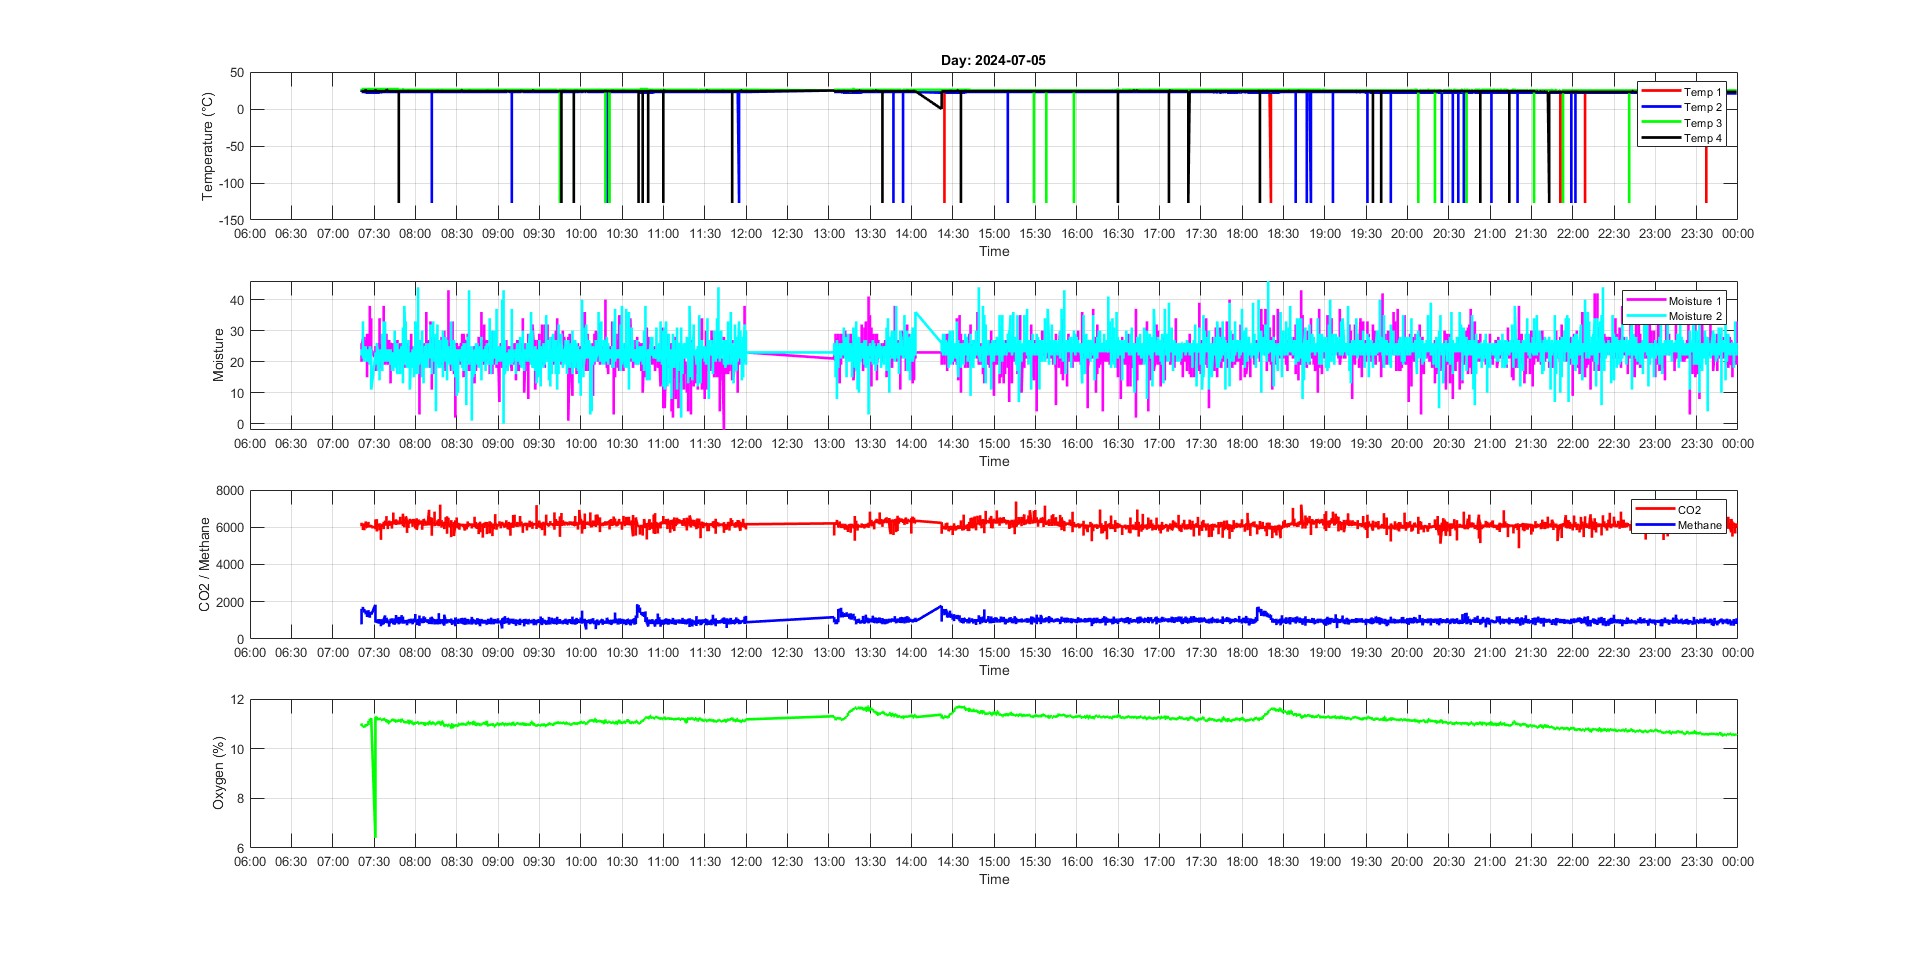 Day: 2024-07-05
50
0
-50
-100
-150
Temperature (°C)
Temp 1
Temp 2
Temp 3
Temp 4
06:00 06:30 07:00 07:30 08:00 08:30 09:00 09:30 10:00 10:30 11:00 11:30 12:00 12:30 13:00 13:30 14:00 14:30 15:00 15:30 16:00 16:30 17:00 17:30 18:00 18:30 19:00 19:30 20:00 20:30 21:00 21:30 22:00 22:30 23:00 23:30 00:00
Time
40
30
20
10
0
Moisture
Moisture 1
Moisture 2
06:00 06:30 07:00 07:30 08:00 08:30 09:00 09:30 10:00 10:30 11:00 11:30 12:00 12:30 13:00 13:30 14:00 14:30 15:00 15:30 16:00 16:30 17:00 17:30 18:00 18:30 19:00 19:30 20:00 20:30 21:00 21:30 22:00 22:30 23:00 23:30 00:00
Time
8000
6000
4000
2000
0
CO2 / Methane
CO2
Methane
06:00 06:30 07:00 07:30 08:00 08:30 09:00 09:30 10:00 10:30 11:00 11:30 12:00 12:30 13:00 13:30 14:00 14:30 15:00 15:30 16:00 16:30 17:00 17:30 18:00 18:30 19:00 19:30 20:00 20:30 21:00 21:30 22:00 22:30 23:00 23:30 00:00
Time
12
10
8
6
Oxygen (%)
06:00 06:30 07:00 07:30 08:00 08:30 09:00 09:30 10:00 10:30 11:00 11:30 12:00 12:30 13:00 13:30 14:00 14:30 15:00 15:30 16:00 16:30 17:00 17:30 18:00 18:30 19:00 19:30 20:00 20:30 21:00 21:30 22:00 22:30 23:00 23:30 00:00
Time